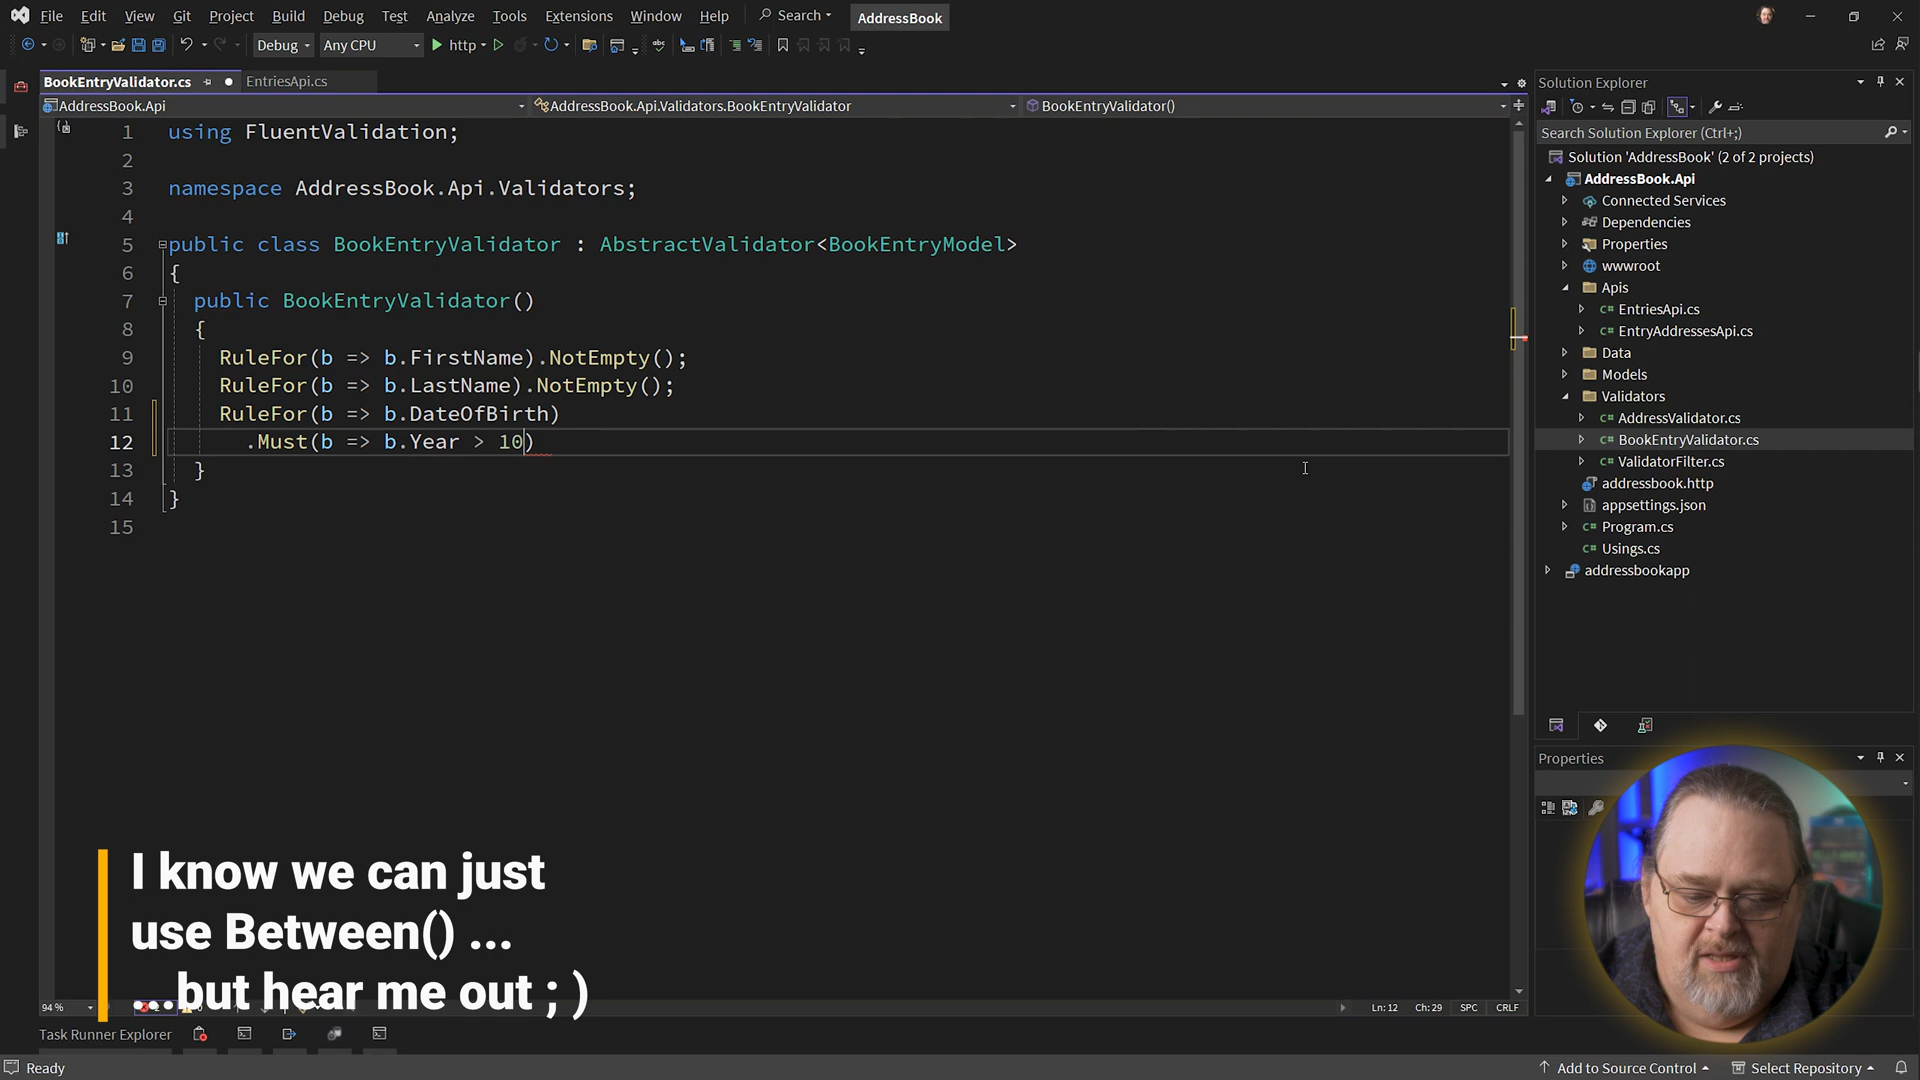 File Edit View Git Project Build Debug Test Analyze Tools Extensions Window Help Search AddressBook
Debug Any CPU http
BookEntryValidator.cs EntriesApi.cs
AddressBook.Api AddressBook.Api.Validators.BookEntryValidator BookEntryValidator()
1 using FluentValidation;
2
3 namespace AddressBook.Api.Validators;
4
5 public class BookEntryValidator : AbstractValidator<BookEntryModel>
6 {
7 public BookEntryValidator()
8 {
9 RuleFor(b => b.FirstName).NotEmpty();
10 RuleFor(b => b.LastName).NotEmpty();
11 RuleFor(b => b.DateOfBirth)
12 .Must(b => b.Year > 10)
13 }
14 }
15
Solution Explorer
Search Solution Explorer (Ctrl+;)
Solution 'AddressBook' (2 of 2 projects)
AddressBook.Api
Connected Services
Dependencies
Properties
wwwroot
Apis
C# EntriesApi.cs
C# EntryAddressesApi.cs
Data
Models
Validators
C# AddressValidator.cs
C# BookEntryValidator.cs
C# ValidatorFilter.cs
addressbook.http
appsettings.json
C# Program.cs
C# Usings.cs
addressbookapp
Properties
I know we can just
use Between() ...
...but hear me out ; )
94 % Ln: 12 Ch: 29 SPC CRLF
Task Runner Explorer
Ready Add to Source Control Select Repository